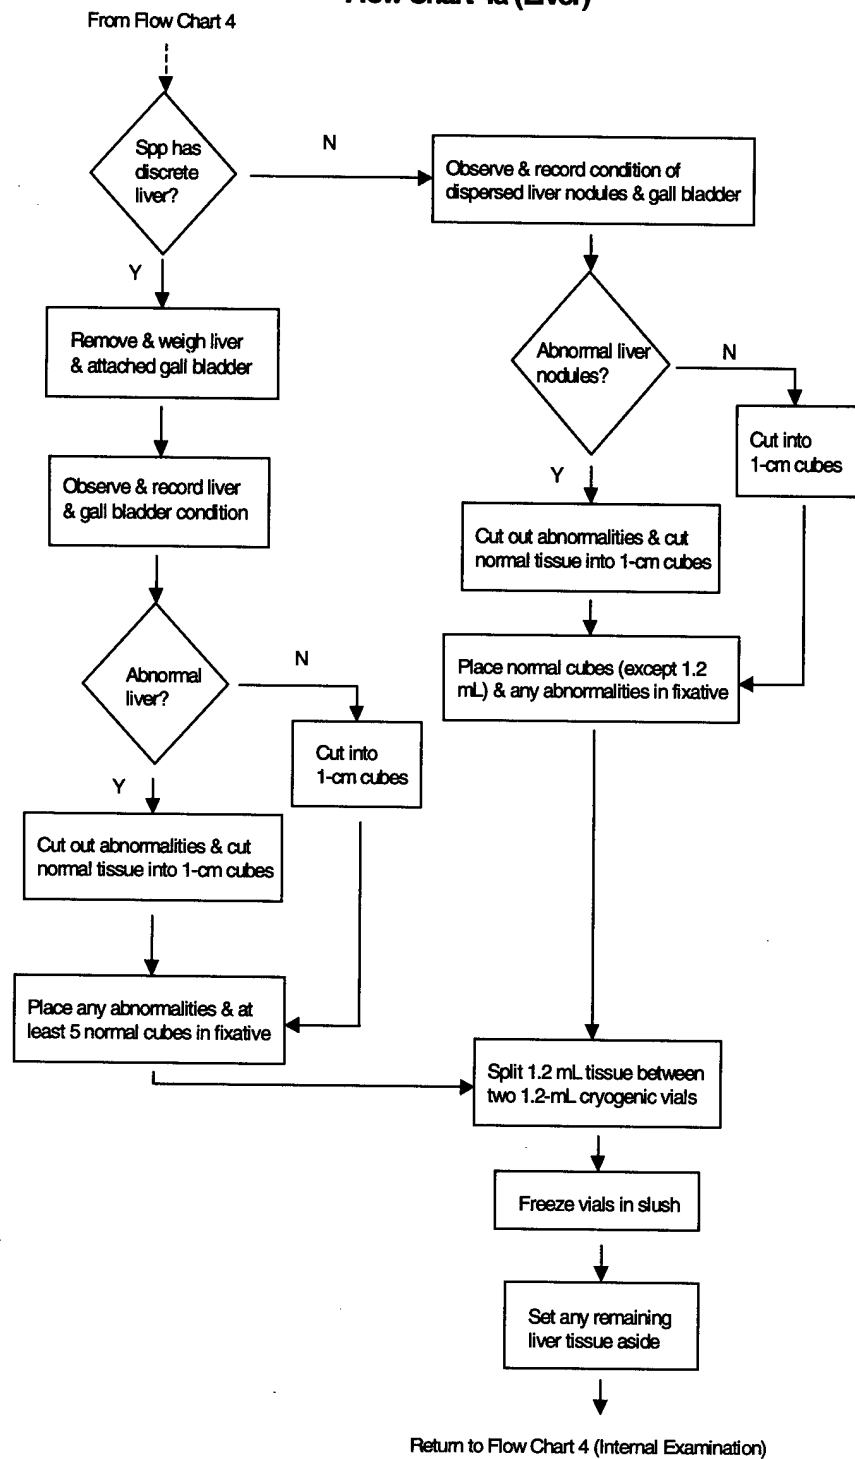 Flow Chart 4a (Liver)
From Flow Chart 4
Spp has
discrete
liver?
N
Observe & record condition of
dispersed liver nodules & gall bladder
Y
Remove & weigh liver
& attached gall bladder
Abnormal liver
nodules?
N
Cut into
1-cm cubes
Observe & record liver
& gall bladder condition
Y
Cut out abnormalities & cut
normal tissue into 1-cm cubes
Abnormal
liver?
N
Place normal cubes (except 1.2
mL) & any abnormalities in fixative
Cut into
1-cm cubes
Y
Cut out abnormalities & cut
normal tissue into 1-cm cubes
Place any abnormalities & at
least 5 normal cubes in fixative
Split 1.2 mL tissue between
two 1.2-mL cryogenic vials
Freeze vials in slush
Set any remaining
liver tissue aside
Return to Flow Chart 4 (Internal Examination)